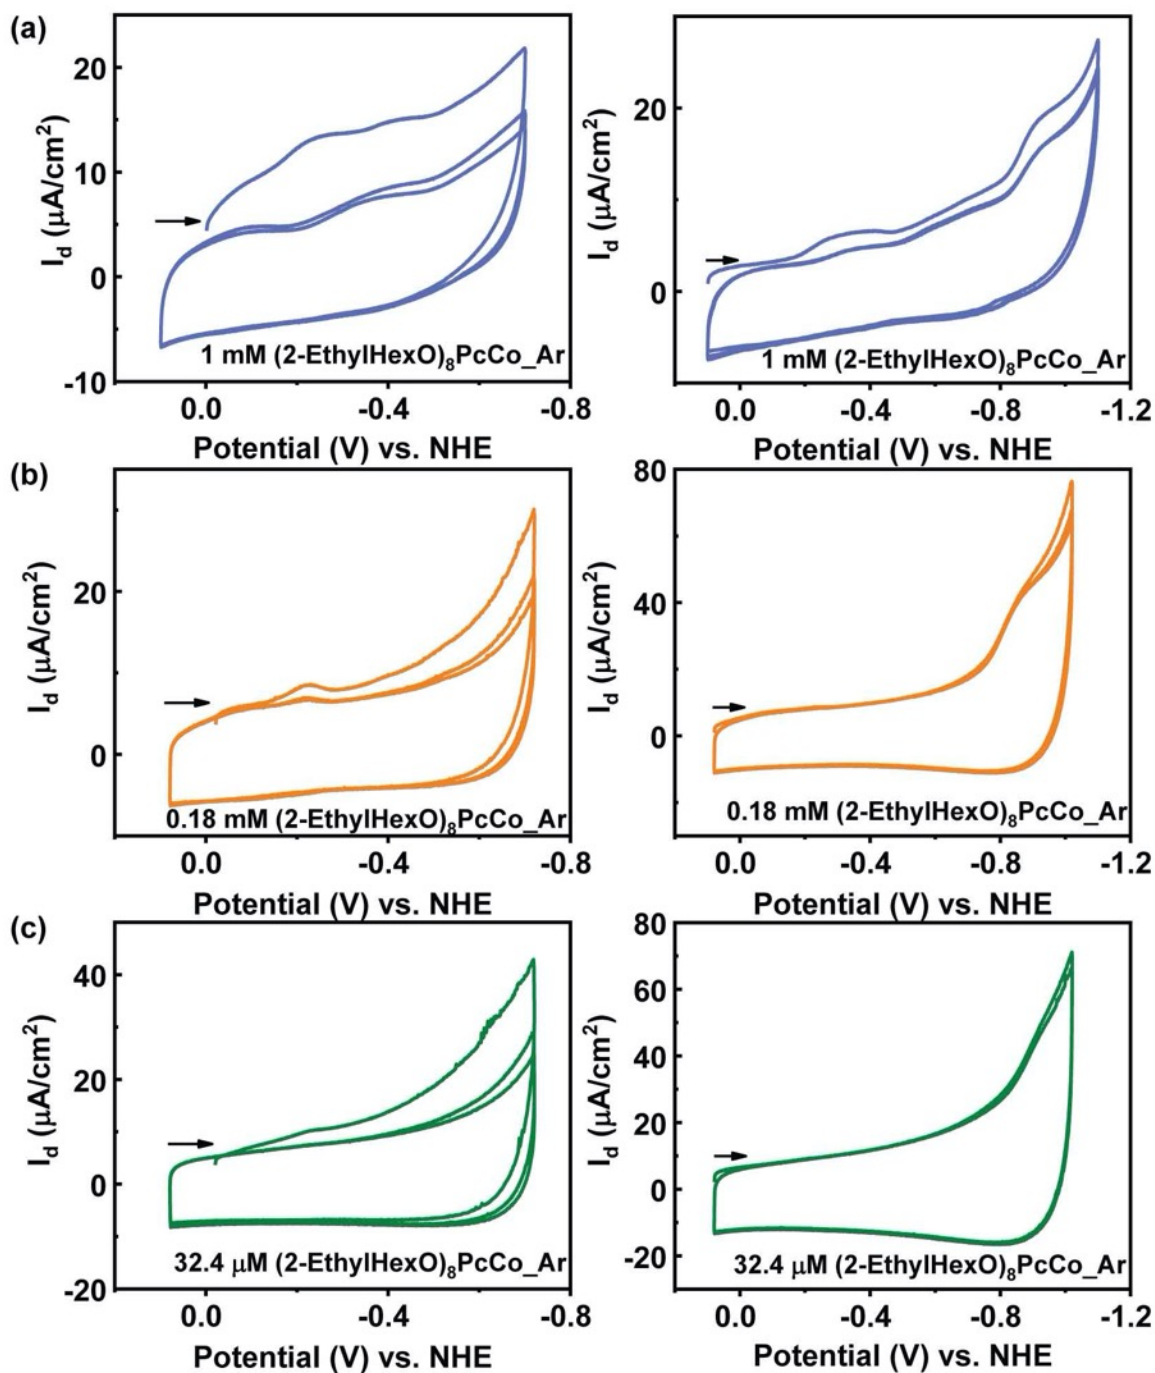 (a)
I_d (μA/cm²)
20
10
0
-10
1 mM (2-EthylHexO)₈PcCo_Ar
0.0
-0.4
-0.8
Potential (V) vs. NHE
I_d (μA/cm²)
20
0
1 mM (2-EthylHexO)₈PcCo_Ar
0.0
-0.4
-0.8
-1.2
Potential (V) vs. NHE
(b)
I_d (μA/cm²)
20
0
0.18 mM (2-EthylHexO)₈PcCo_Ar
0.0
-0.4
-0.8
Potential (V) vs. NHE
I_d (μA/cm²)
80
40
0
0.18 mM (2-EthylHexO)₈PcCo_Ar
0.0
-0.4
-0.8
-1.2
Potential (V) vs. NHE
(c)
I_d (μA/cm²)
40
20
0
-20
32.4 μM (2-EthylHexO)₈PcCo_Ar
0.0
-0.4
-0.8
Potential (V) vs. NHE
I_d (μA/cm²)
80
60
40
20
0
-20
32.4 μM (2-EthylHexO)₈PcCo_Ar
0.0
-0.4
-0.8
-1.2
Potential (V) vs. NHE